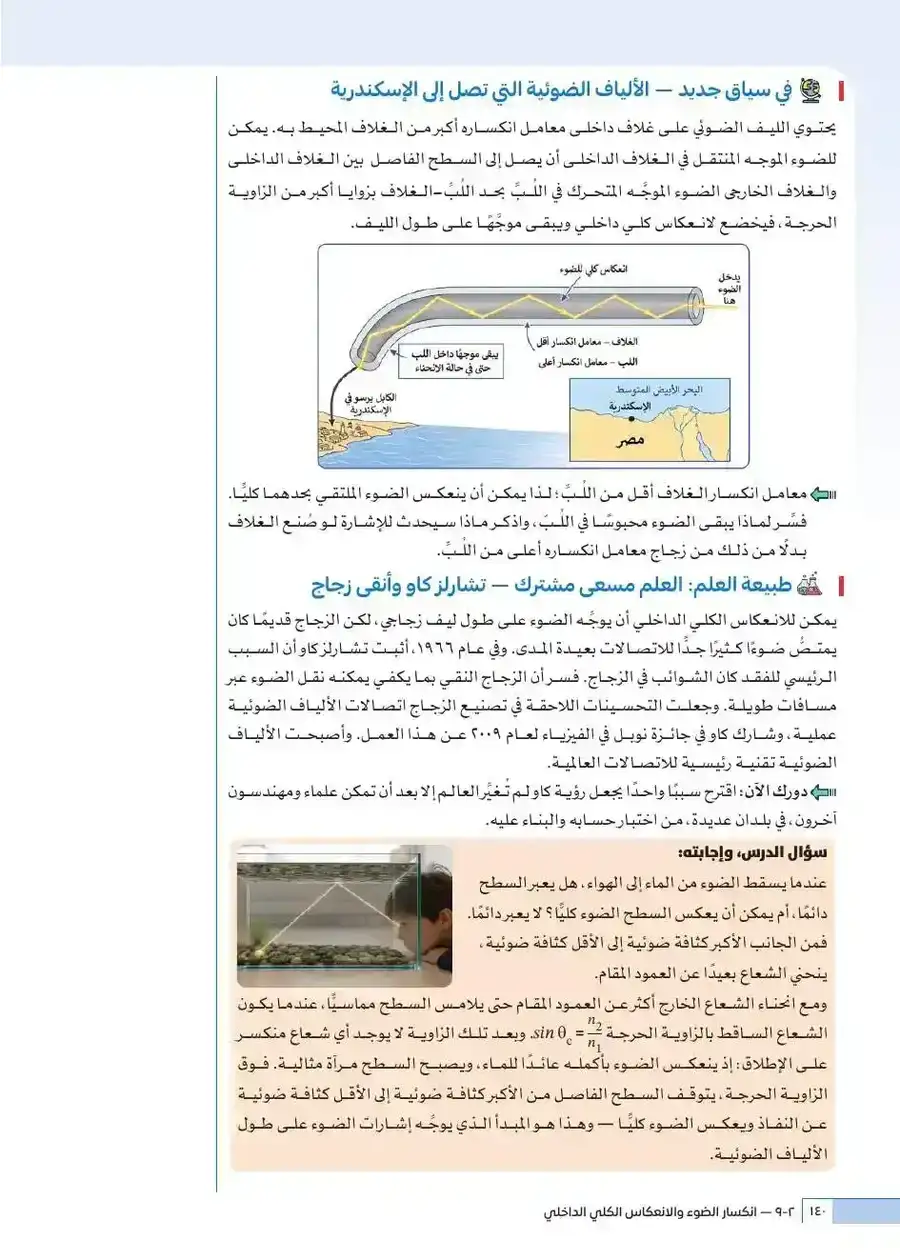 في سياق جديد — الألياف الضوئية التي تصل إلى الإسكندرية
يحتوي الليف الضوئي على غلاف داخلي معامل انكساره أكبر من الغلاف المحيط به. يمكن
للضوء الموجه المنتقل في الغلاف الداخلي أن يصل إلى السطح الفاصل بين الغلاف الداخلي
والغلاف الخارجي الضوء الموجَّه المتحرك في اللُبِّ بحد اللُبِّ-الغلاف بزوايا أكبر من الزاوية
الحرجة، فيخضع لانعكاس كلي داخلي ويبقى موجَّهًا على طول الليف.
انعكاس كلي للضوء
يدخل
الضوء
هنا
الغلاف - معامل انكسار أقل
اللب - معامل انكسار أعلى
يبقى موجهًا داخل اللب
حتى في حالة الانحناء
الكابل يرسو في
الإسكندرية
البحر الأبيض المتوسط
الإسكندرية
مصر
معامل انكسار الغلاف أقل من اللُبِّ؛ لذا يمكن أن ينعكس الضوء الملتقي بحدهما كليًّا.
فسِّر لماذا يبقى الضوء محبوسًا في اللُبّ، واذكر ماذا سيحدث للإشارة لو صُنع الغلاف
بدلًا من ذلك من زجاج معامل انكساره أعلى من اللُبِّ.
طبيعة العلم: العلم مسعى مشترك — تشارلز كاو وأنقى زجاج
يمكن للانعكاس الكلي الداخلي أن يوجِّه الضوء على طول ليف زجاجي، لكن الزجاج قديمًا كان
يمتصُّ ضوءًا كثيرًا جدًّا للاتصالات بعيدة المدى. وفي عام ١٩٦٦، أثبت تشارلز كاو أن السبب
الرئيسي للفقد كان الشوائب في الزجاج. فسر أن الزجاج النقي بما يكفي يمكنه نقل الضوء عبر
مسافات طويلة. وجعلت التحسينات اللاحقة في تصنيع الزجاج اتصالات الألياف الضوئية
عملية، وشارك كاو في جائزة نوبل في الفيزياء لعام ٢٠٠٩ عن هذا العمل. وأصبحت الألياف
الضوئية تقنية رئيسية للاتصالات العالمية.
دورك الآن: اقترح سببًا واحدًا يجعل رؤية كاو لم تُغيَّر العالم إلا بعد أن تمكن علماء ومهندسون
آخرون، في بلدان عديدة، من اختبار حسابه والبناء عليه.
سؤال الدرس، وإجابته:
عندما يسقط الضوء من الماء إلى الهواء، هل يعبر السطح
دائمًا، أم يمكن أن يعكس السطح الضوء كليًّا؟ لا يعبر دائمًا.
فمن الجانب الأكبر كثافة ضوئية إلى الأقل كثافة ضوئية،
ينحني الشعاع بعيدًا عن العمود المقام.
ومع انحناء الشعاع الخارج أكثر عن العمود المقام حتى يلامس السطح مماسيًّا، عندما يكون
الشعاع الساقط بالزاوية الحرجة sin θc = n2/n1. وبعد تلك الزاوية لا يوجد أي شعاع منكسر
على الإطلاق: إذ ينعكس الضوء بأكمله عائدًا للماء، ويصبح السطح مرآة مثالية. فوق
الزاوية الحرجة، يتوقف السطح الفاصل من الأكبر كثافة ضوئية إلى الأقل كثافة ضوئية
عن النفاذ ويعكس الضوء كليًّا — وهذا هو المبدأ الذي يوجِّه إشارات الضوء على طول
الألياف الضوئية.
١٤٠ ٢-٩ — انكسار الضوء والانعكاس الكلي الداخلي